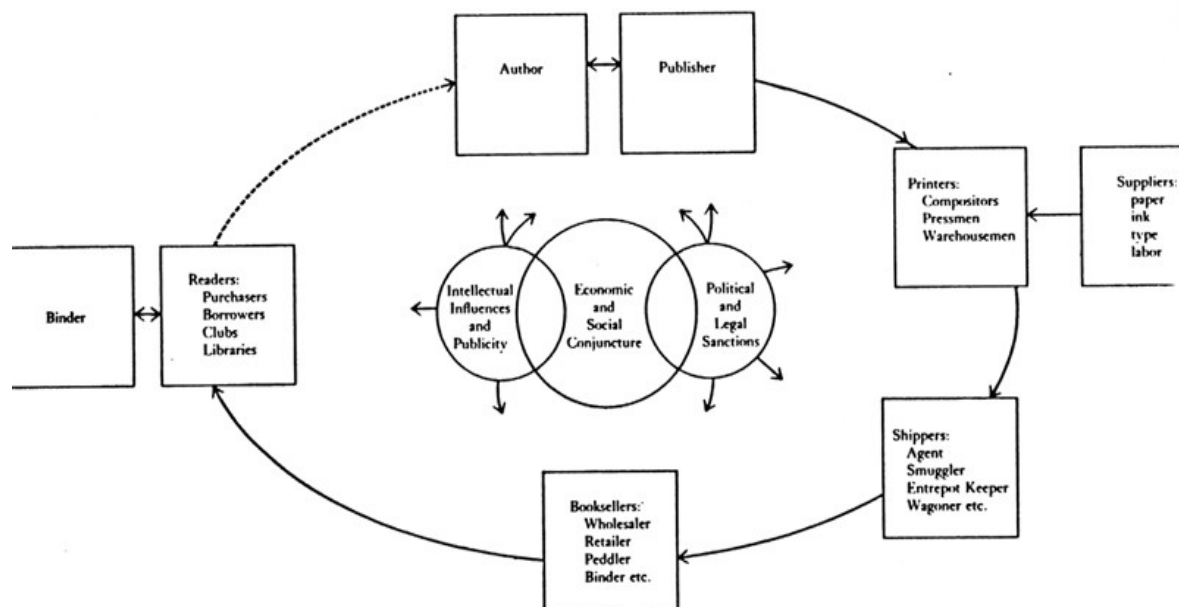 Author
Publisher
Printers:
Compositors
Pressmen
Warehousemen
Suppliers:
paper
ink
type
labor
Readers:
Purchasers
Borrowers
Clubs
Libraries
Binder
Intellectual
Influences
and
Publicity
Economic
and
Social
Conjuncture
Political
and
Legal
Sanctions
Shippers:
Agent
Smuggler
Entrepot Keeper
Wagoner etc.
Booksellers:
Wholesaler
Retailer
Peddler
Binder etc.